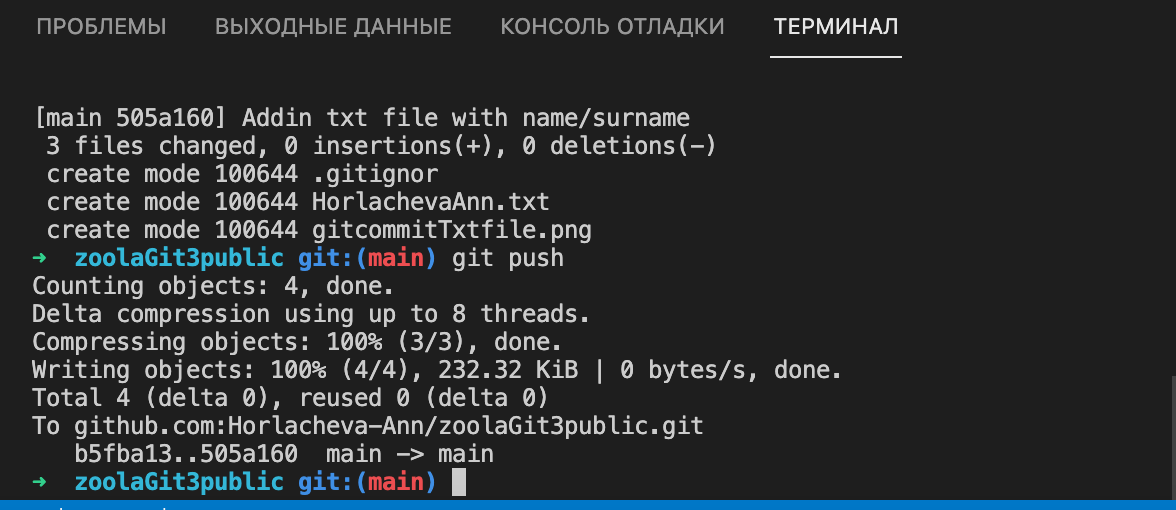 ПРОБЛЕМЫ ВЫХОДНЫЕ ДАННЫЕ КОНСОЛЬ ОТЛАДКИ ТЕРМИНАЛ
[main 505a160] Addin txt file with name/surname
 3 files changed, 0 insertions(+), 0 deletions(-)
 create mode 100644 .gitignor
 create mode 100644 HorlachevaAnn.txt
 create mode 100644 gitcommitTxtfile.png
➜  zoolaGit3public git:(main) git push
Counting objects: 4, done.
Delta compression using up to 8 threads.
Compressing objects: 100% (3/3), done.
Writing objects: 100% (4/4), 232.32 KiB | 0 bytes/s, done.
Total 4 (delta 0), reused 0 (delta 0)
To github.com:Horlacheva-Ann/zoolaGit3public.git
   b5fba13..505a160  main -> main
➜  zoolaGit3public git:(main)